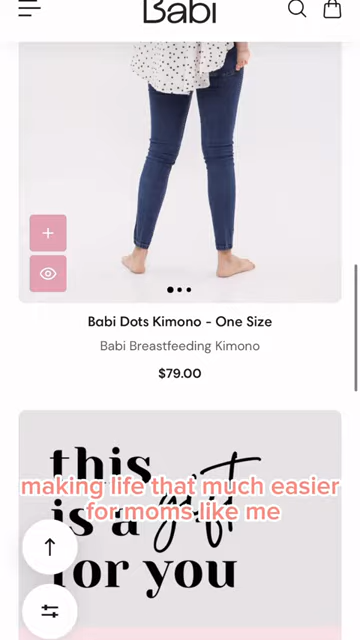 Babi
Babi Dots Kimono - One Size
Babi Breastfeeding Kimono
$79.00
this
is a gift
for you
making life that much easier
for moms like me